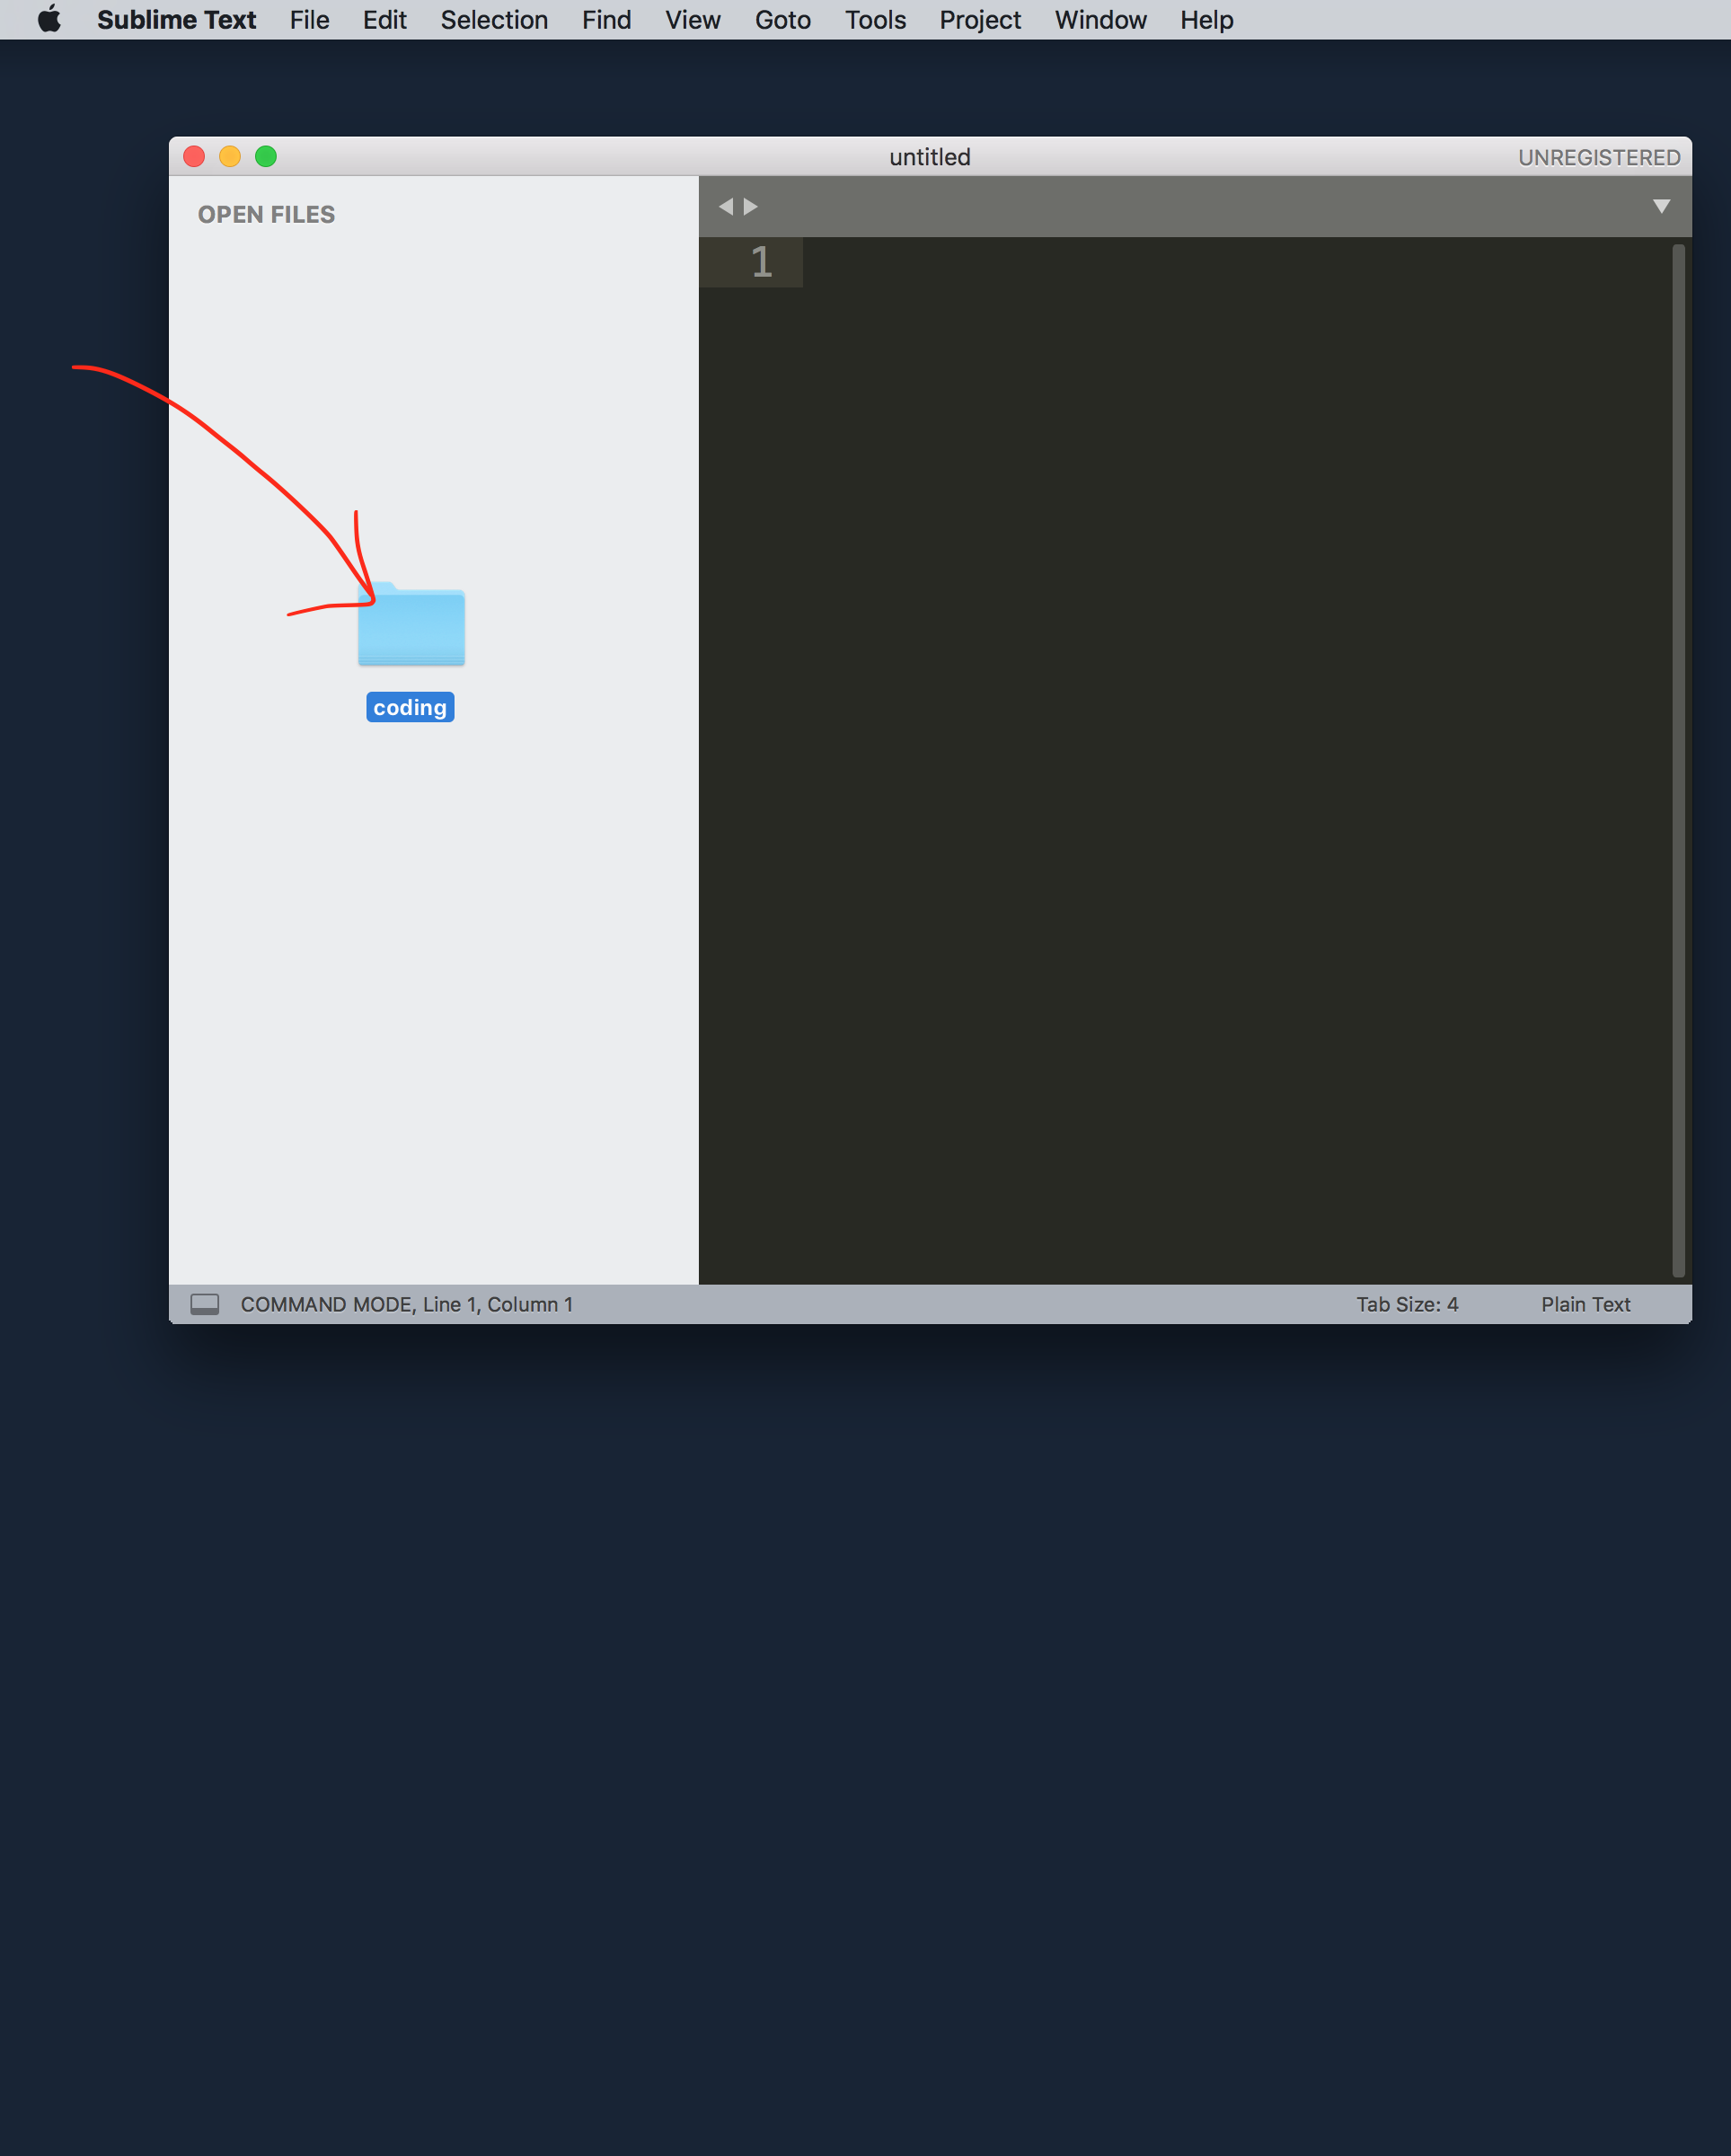 Sublime Text File Edit Selection Find View Goto Tools Project Window Help
untitled UNREGISTERED
OPEN FILES
1
coding
COMMAND MODE, Line 1, Column 1 Tab Size: 4 Plain Text